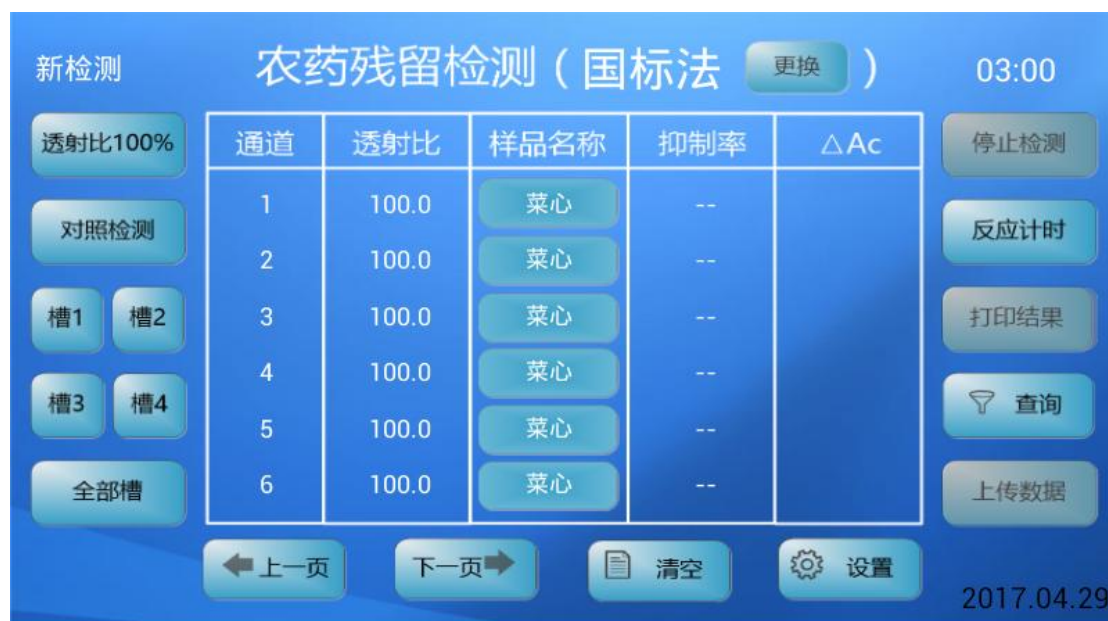 新检测
农药残留检测（国标法 更换 ）
03:00
透射比100%
对照检测
槽1 槽2
槽3 槽4
全部槽
通道 透射比 样品名称 抑制率 △Ac
1 100.0 菜心 --
2 100.0 菜心 --
3 100.0 菜心 --
4 100.0 菜心 --
5 100.0 菜心 --
6 100.0 菜心 --
停止检测
反应计时
打印结果
查询
上传数据
上一页 下一页 清空 设置
2017.04.29